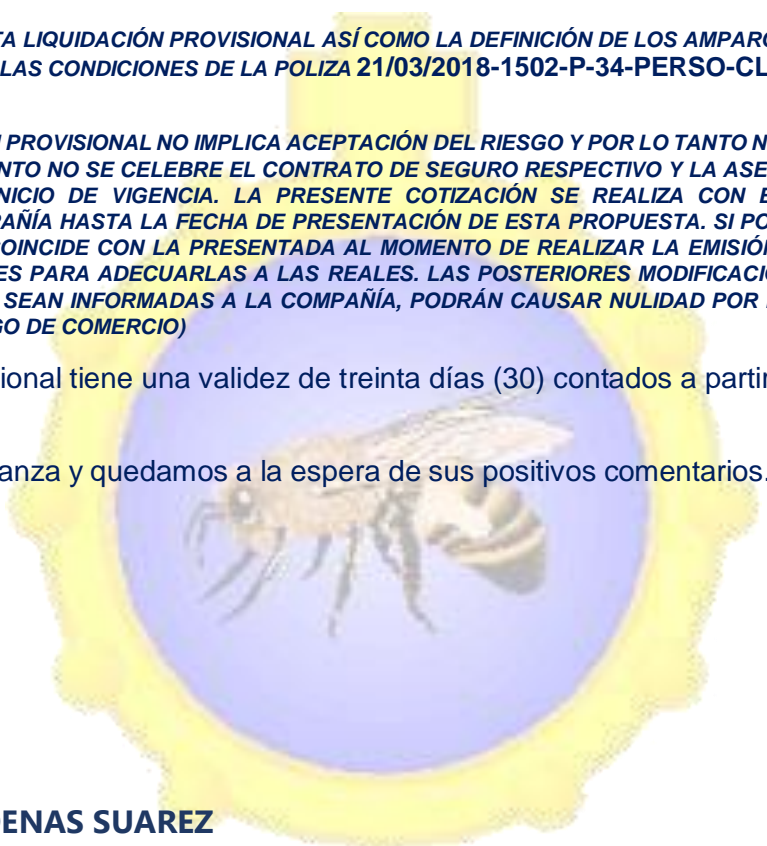 TA LIQUIDACIÓN PROVISIONAL ASÍ COMO LA DEFINICIÓN DE LOS AMPARO
LAS CONDICIONES DE LA POLIZA 21/03/2018-1502-P-34-PERSO-CL
PROVISIONAL NO IMPLICA ACEPTACIÓN DEL RIESGO Y POR LO TANTO N
NTO NO SE CELEBRE EL CONTRATO DE SEGURO RESPECTIVO Y LA ASE
NICIO DE VIGENCIA. LA PRESENTE COTIZACIÓN SE REALIZA CON E
PAÑÍA HASTA LA FECHA DE PRESENTACIÓN DE ESTA PROPUESTA. SI PO
COINCIDE CON LA PRESENTADA AL MOMENTO DE REALIZAR LA EMISIÓN
ES PARA ADECUARLAS A LAS REALES. LAS POSTERIORES MODIFICACI
SEAN INFORMADAS A LA COMPAÑÍA, PODRÁN CAUSAR NULIDAD POR
GO DE COMERCIO)
ional tiene una validez de treinta días (30) contados a partir
anza y quedamos a la espera de sus positivos comentarios.
DENAS SUAREZ